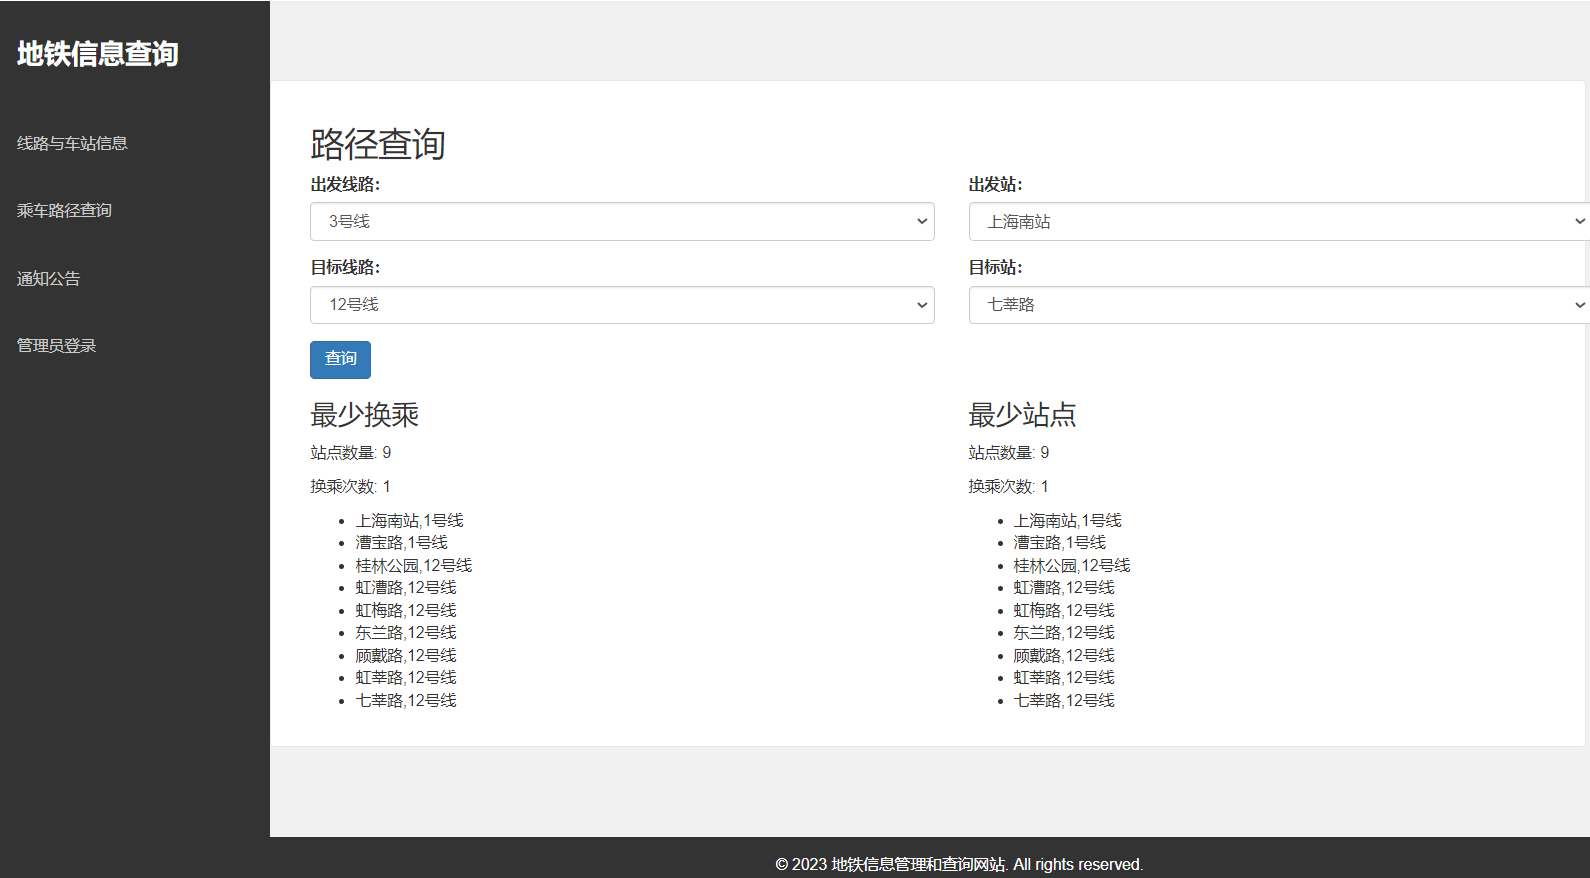 地铁信息查询
线路与车站信息
乘车路径查询
通知公告
管理员登录
路径查询
出发线路:
出发站:
3号线
上海南站
目标线路:
目标站:
12号线
七莘路
查询
最少换乘
站点数量: 9
换乘次数: 1
上海南站,1号线
漕宝路,1号线
桂林公园,12号线
虹漕路,12号线
虹梅路,12号线
东兰路,12号线
顾戴路,12号线
虹莘路,12号线
七莘路,12号线
最少站点
站点数量: 9
换乘次数: 1
上海南站,1号线
漕宝路,1号线
桂林公园,12号线
虹漕路,12号线
虹梅路,12号线
东兰路,12号线
顾戴路,12号线
虹莘路,12号线
七莘路,12号线
© 2023 地铁信息管理和查询网站. All rights reserved.